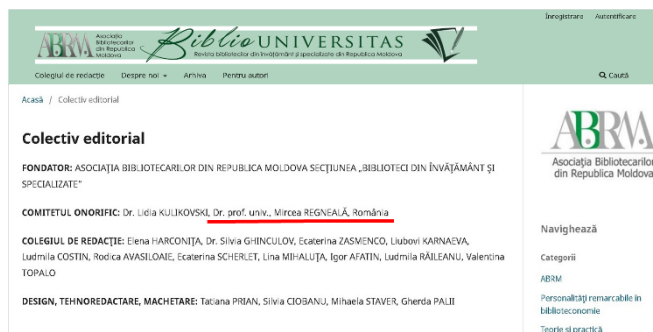 Înregistrare Autentificare
ABRM
Asociația
Bibliotecarilor
din Republica
Moldova
Biblio UNIVERSITAS
Revista bibliotecilor din învățământ și specializate din Republica Moldova
Colegiul de redacție Despre noi Arhiva Pentru autori
Caută
Acasă / Colectiv editorial
Colectiv editorial
FONDATOR: ASOCIAȚIA BIBLIOTECARILOR DIN REPUBLICA MOLDOVA SECȚIUNEA „BIBLIOTECI DIN ÎNVĂȚĂMÂNT ȘI
SPECIALIZATE”
COMITETUL ONORIFIC: Dr. Lidia KULIKOVSKI, Dr. prof. univ., Mircea REGNEALĂ, România
COLEGIUL DE REDACȚIE: Elena HARCONIȚA, Dr. Silvia GHINCULOV, Ecaterina ZASMENCO, Liubovi KARNAEVA,
Ludmila COSTIN, Rodica AVASILOAIE, Ecaterina SCHERLET, Lina MIHALUȚA, Igor AFATIN, Ludmila RĂILEANU, Valentina
TOPALO
DESIGN, TEHNOREDACTARE, MACHETARE: Tatiana PRIAN, Silvia CIOBANU, Mihaela STAVER, Gherda PALII
ABRM
Asociația Bibliotecarilor
din Republica Moldova
Navighează
Categorii
ABRM
Personalități remarcabile în
biblioteconomie
Teorie și practică